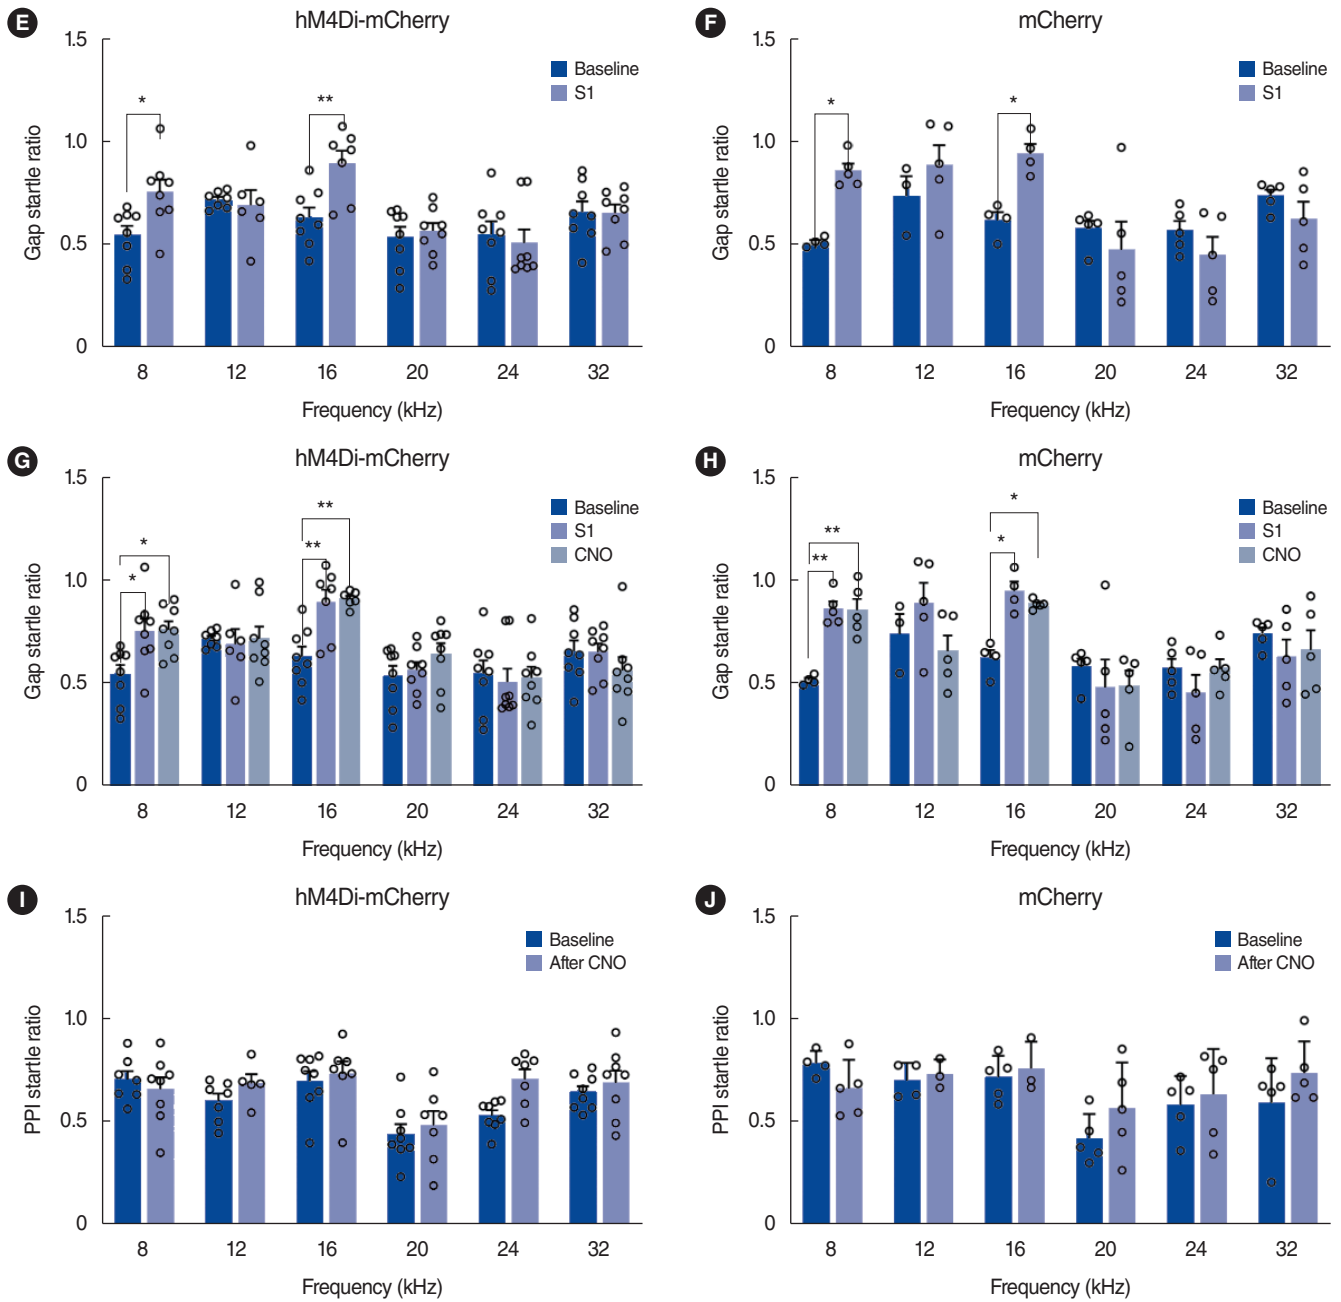 E
hM4Di-mCherry
1.5
1.0
0.5
0
Gap startle ratio
Baseline
S1
*
**
8 12 16 20 24 32
Frequency (kHz)
F
mCherry
1.5
1.0
0.5
0
Gap startle ratio
Baseline
S1
*
*
8 12 16 20 24 32
Frequency (kHz)
G
hM4Di-mCherry
1.5
1.0
0.5
0
Gap startle ratio
Baseline
S1
CNO
*
*
**
**
8 12 16 20 24 32
Frequency (kHz)
H
mCherry
1.5
1.0
0.5
0
Gap startle ratio
Baseline
S1
CNO
**
**
*
*
8 12 16 20 24 32
Frequency (kHz)
I
hM4Di-mCherry
1.5
1.0
0.5
0
PPI startle ratio
Baseline
After CNO
8 12 16 20 24 32
Frequency (kHz)
J
mCherry
1.5
1.0
0.5
0
PPI startle ratio
Baseline
After CNO
8 12 16 20 24 32
Frequency (kHz)